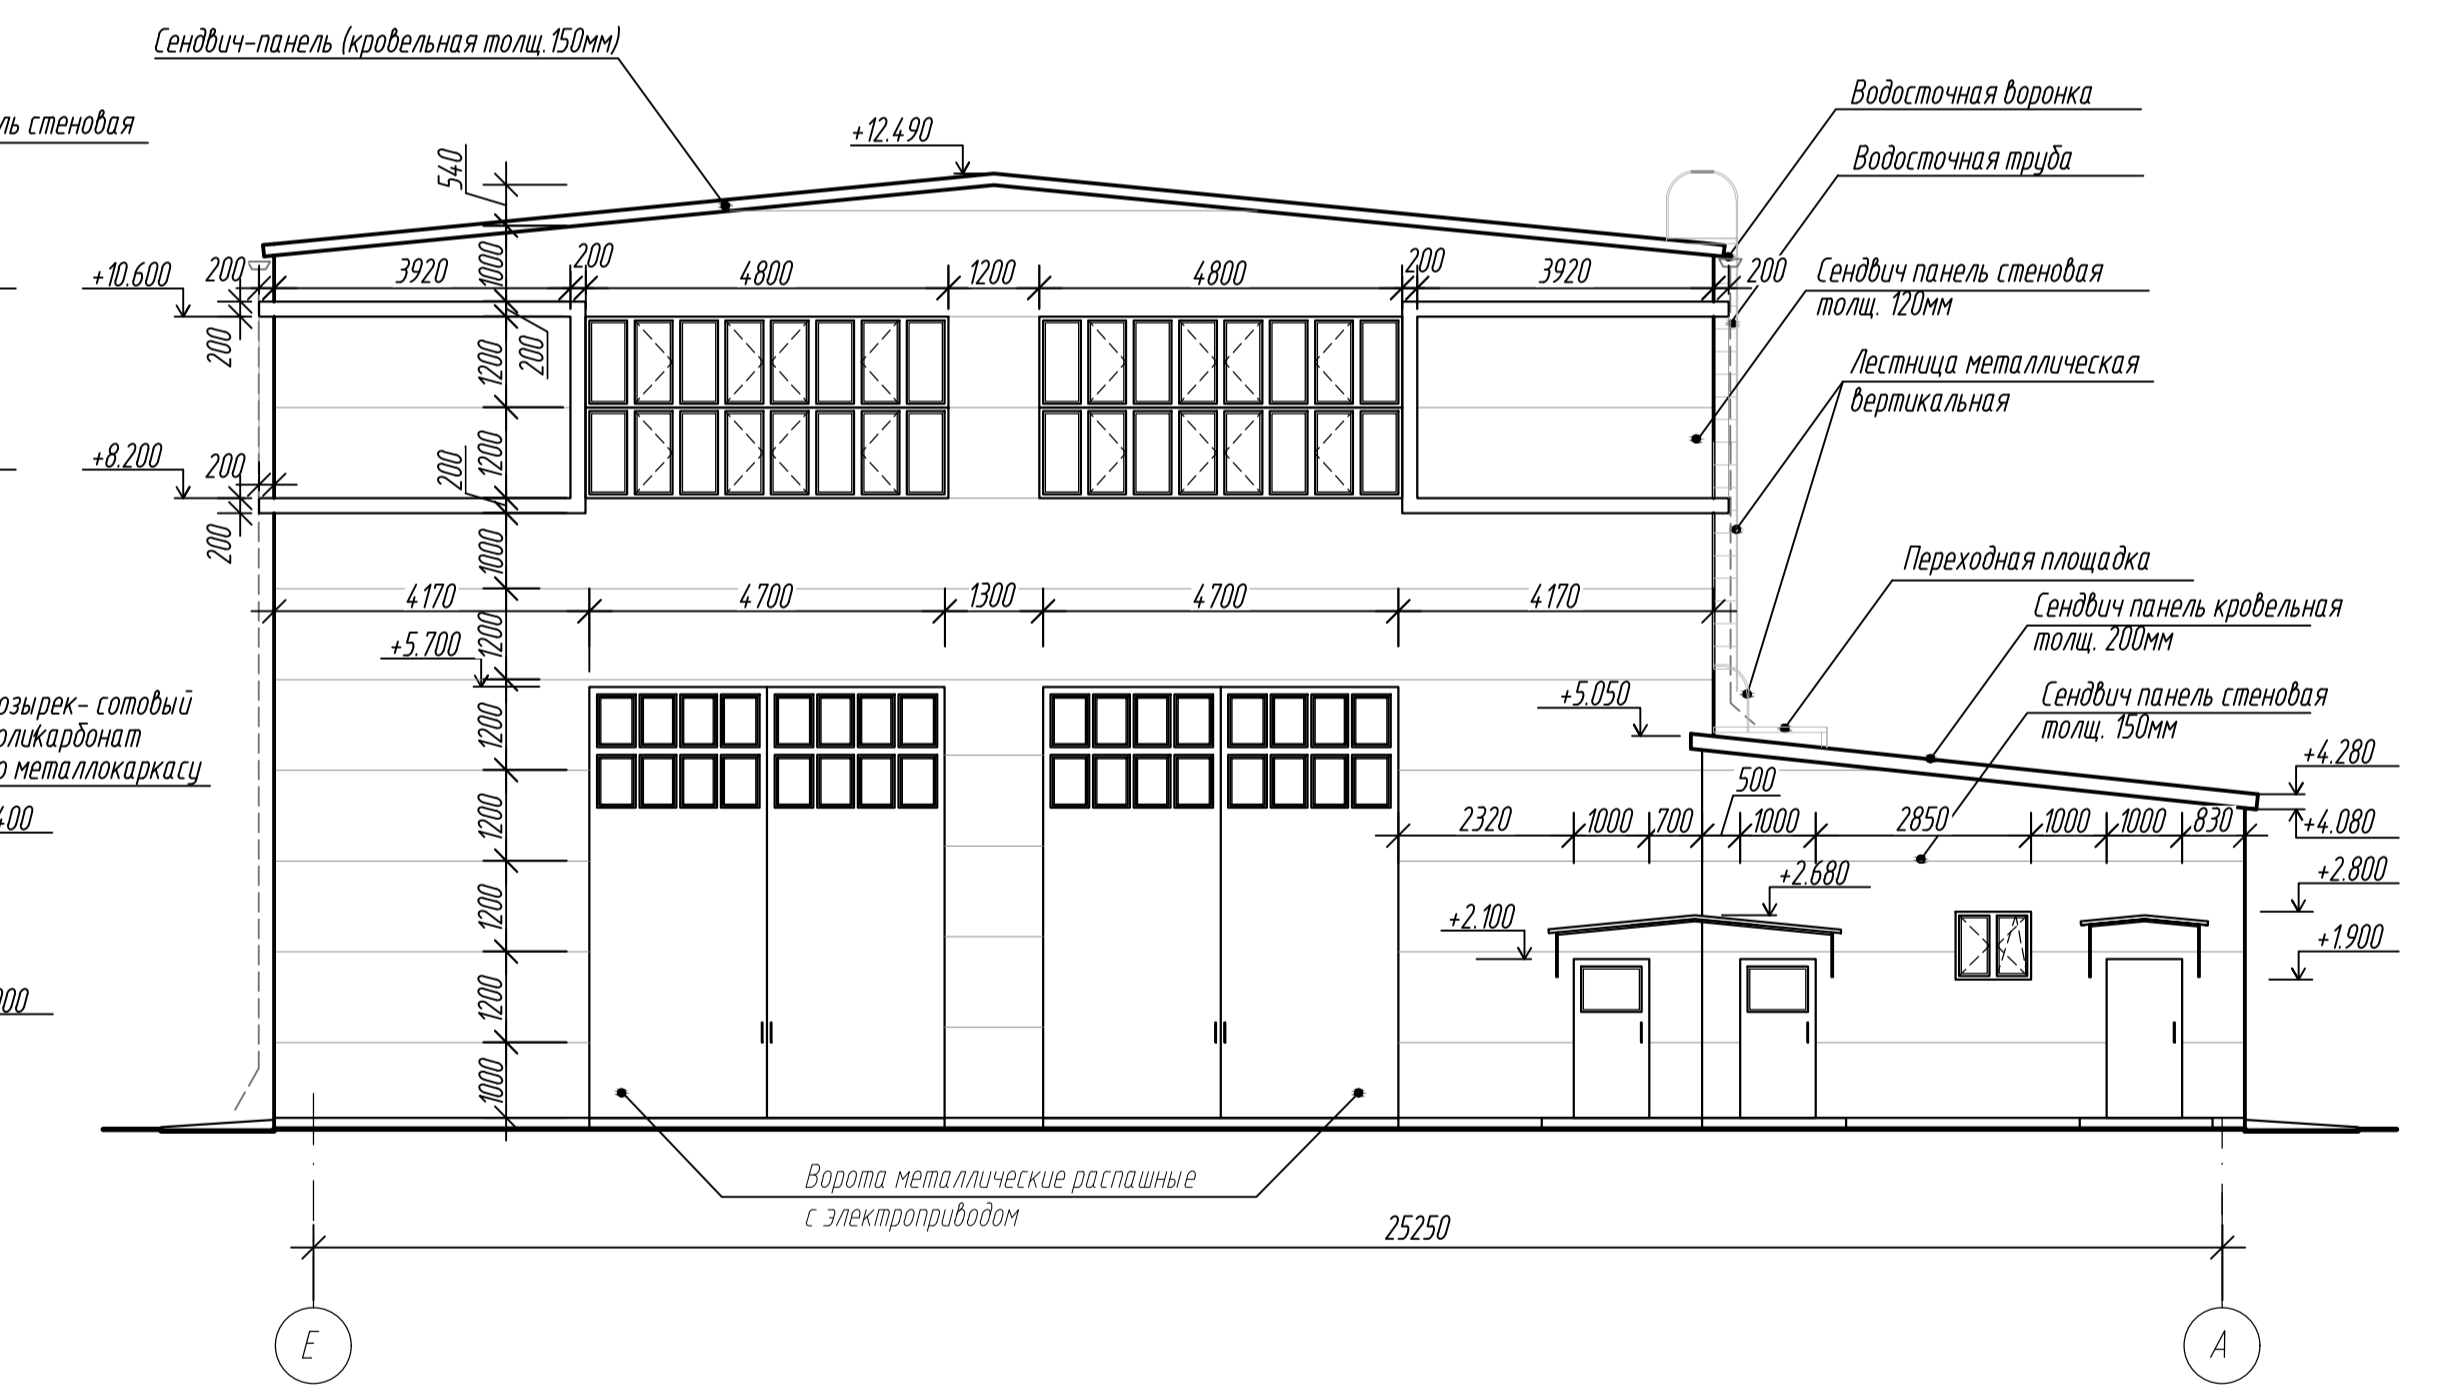 Сендвич-панель (кровельная толщ.150мм)
Водосточная воронка
стеновая
+12.490
Водосточная труба
540
1000
200
+10.600
200
3920
4800
1200
4800
200
3920
200
Сендвич панель стеновая
толщ. 120мм
200
1200
200
Лестница металлическая
вертикальная
+8.200
200
200
1200
200
1000
Переходная площадка
4170
4700
1300
4700
4170
Сендвич панель кровельная
толщ. 200мм
+5.700
1200
+5.050
Сендвич панель стеновая
толщ. 150мм
сотовый
металлокаркасу
1200
+4.280
500
1200
2320
1000
700
1000
2850
1000
1000
830
+4.080
+2.680
+2.800
1200
+2.100
+1.900
1200
1000
Ворота металлические распашные
с электроприводом
25250
Е
А